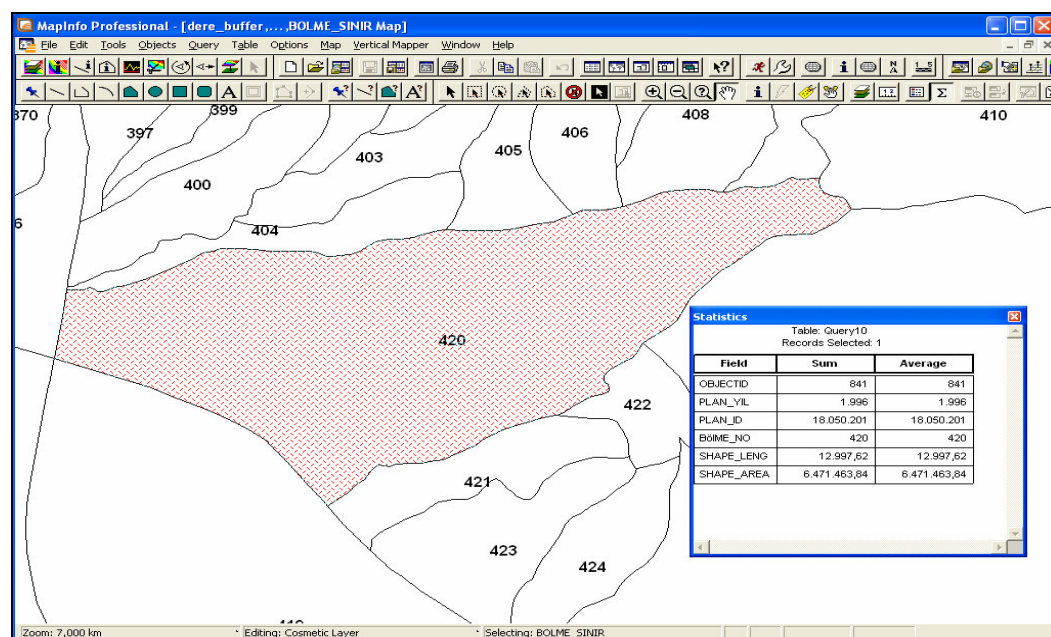 MapInfo Professional - [dere_buffer,...,BOLME_SINIR Map]
File Edit Tools Objects Query Table Options Map Vertical Mapper Window Help
370
397
399
400
403
404
405
406
408
410
6
420
421
422
423
424
Statistics
Table: Query10
Records Selected: 1
Field Sum Average
OBJECTID 841 841
PLAN_YIL 1.996 1.996
PLAN_ID 18.050.201 18.050.201
BölME_NO 420 420
SHAPE_LENG 12.997,62 12.997,62
SHAPE_AREA 6.471.463,84 6.471.463,84
Zoom: 7,000 km Editing: Cosmetic Layer Selecting: BOLME_SINIR